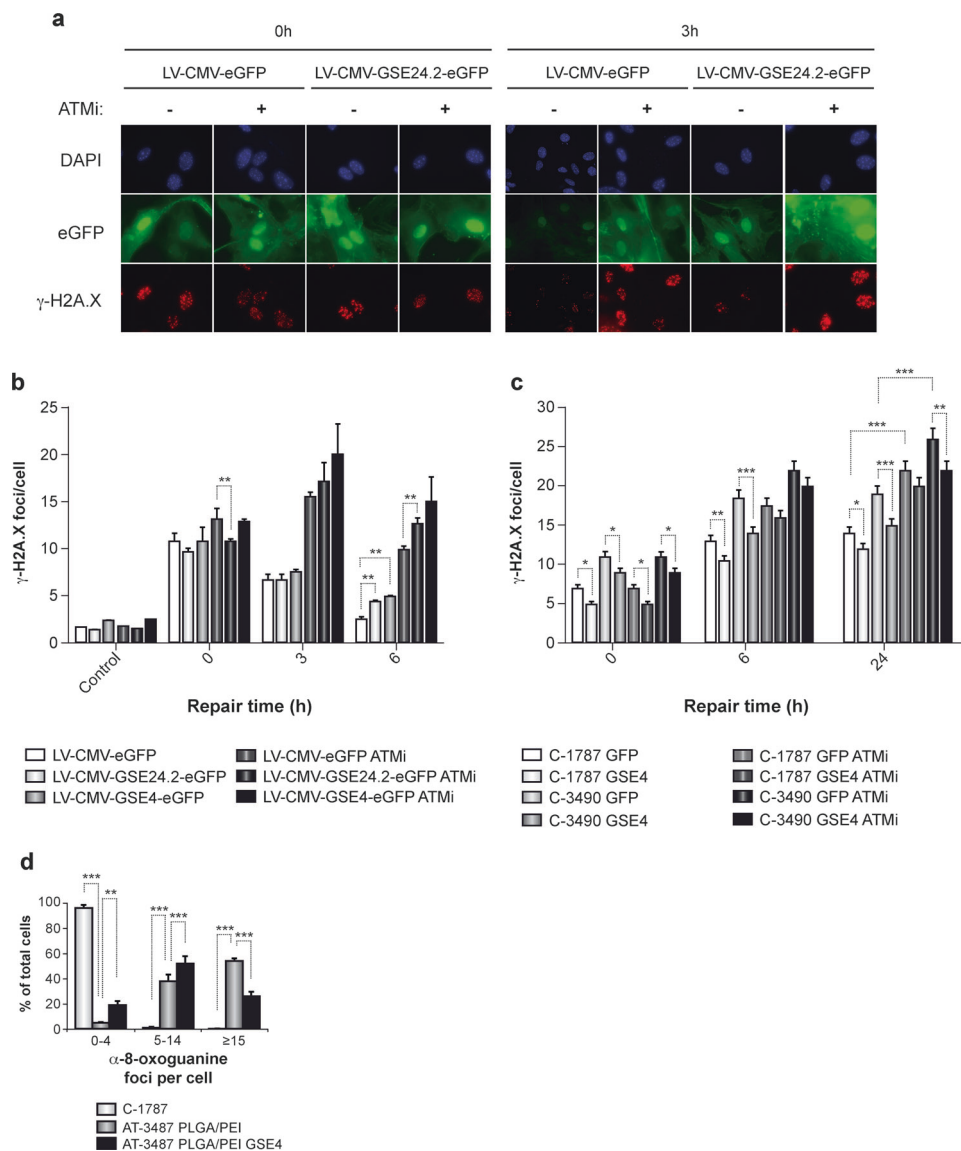 a
0h 3h
LV-CMV-eGFP LV-CMV-GSE24.2-eGFP LV-CMV-eGFP LV-CMV-GSE24.2-eGFP
ATMi: - + - + - + - +
DAPI
eGFP
γ-H2A.X
b
γ-H2A.X foci/cell
25
20
15
10
5
0
** ** ** **
Control 0 3 6
Repair time (h)
LV-CMV-eGFP
LV-CMV-GSE24.2-eGFP
LV-CMV-GSE4-eGFP
LV-CMV-eGFP ATMi
LV-CMV-GSE24.2-eGFP ATMi
LV-CMV-GSE4-eGFP ATMi
c
γ-H2A.X foci/cell
30
25
20
15
10
5
0
* * * * ** *** * *** *** *** **
0 6 24
Repair time (h)
C-1787 GFP
C-1787 GSE4
C-3490 GFP
C-3490 GSE4
C-1787 GFP ATMi
C-1787 GSE4 ATMi
C-3490 GFP ATMi
C-3490 GSE4 ATMi
d
% of total cells
100
80
60
40
20
0
*** ** *** *** *** ***
0-4 5-14 ≥15
α-8-oxoguanine
foci per cell
C-1787
AT-3487 PLGA/PEI
AT-3487 PLGA/PEI GSE4